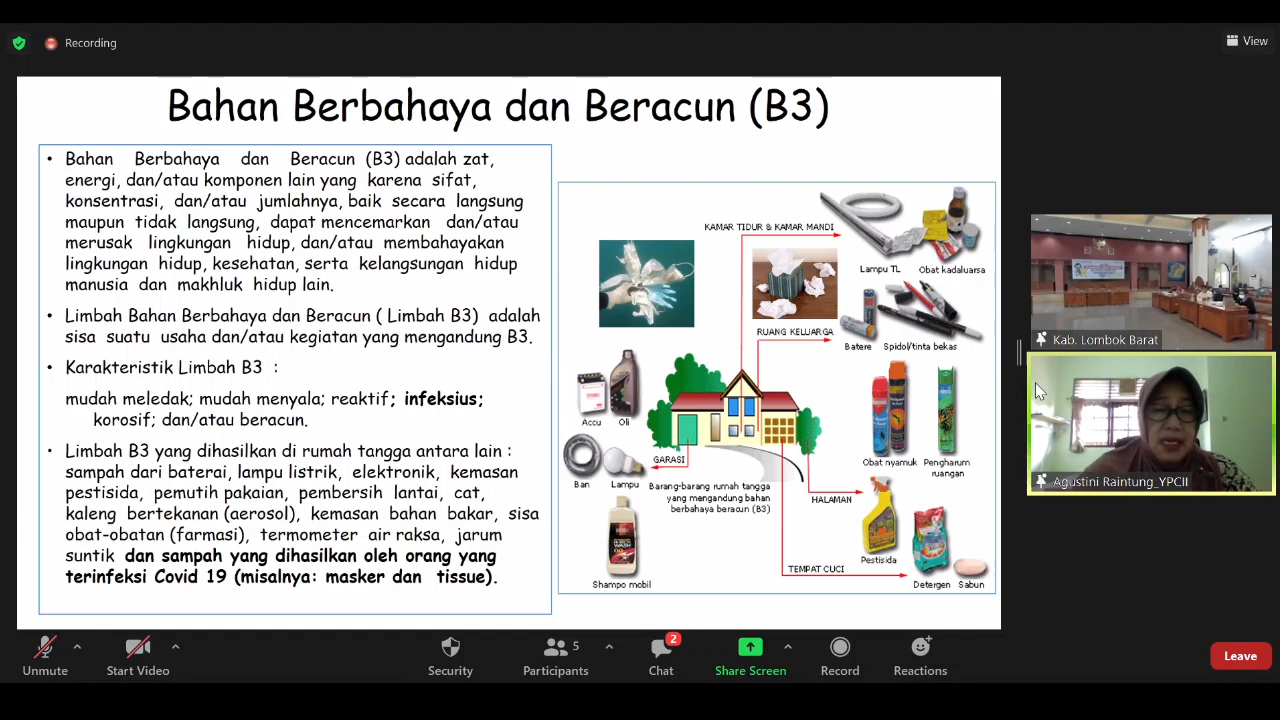 Recording
View
Bahan Berbahaya dan Beracun (B3)
• Bahan Berbahaya dan Beracun (B3) adalah zat,
energi, dan/atau komponen lain yang karena sifat,
konsentrasi, dan/atau jumlahnya, baik secara langsung
maupun tidak langsung, dapat mencemarkan dan/atau
merusak lingkungan hidup, dan/atau membahayakan
lingkungan hidup, kesehatan, serta kelangsungan hidup
manusia dan makhluk hidup lain.
• Limbah Bahan Berbahaya dan Beracun ( Limbah B3) adalah
sisa suatu usaha dan/atau kegiatan yang mengandung B3.
• Karakteristik Limbah B3 :
mudah meledak; mudah menyala; reaktif; infeksius;
korosif; dan/atau beracun.
• Limbah B3 yang dihasilkan di rumah tangga antara lain :
sampah dari baterai, lampu listrik, elektronik, kemasan
pestisida, pemutih pakaian, pembersih lantai, cat,
kaleng bertekanan (aerosol), kemasan bahan bakar, sisa
obat-obatan (farmasi), termometer air raksa, jarum
suntik dan sampah yang dihasilkan oleh orang yang
terinfeksi Covid 19 (misalnya: masker dan tissue).
KAMAR TIDUR & KAMAR MANDI
Lampu TL
Obat kadaluarsa
RUANG KELUARGA
Batere
Spidol/tinta bekas
Accu
Oli
GARASI
Ban
Lampu
Barang-barang rumah tangga
yang mengandung bahan
berbahaya beracun (B3)
Obat nyamuk
Pengharum
ruangan
HALAMAN
Pestisida
TEMPAT CUCI
Detergen
Sabun
Shampo mobil
Kab. Lombok Barat
Agustini Raintung_YPCII
Unmute
Start Video
Security
5
Participants
2
Chat
Share Screen
Record
Reactions
Leave